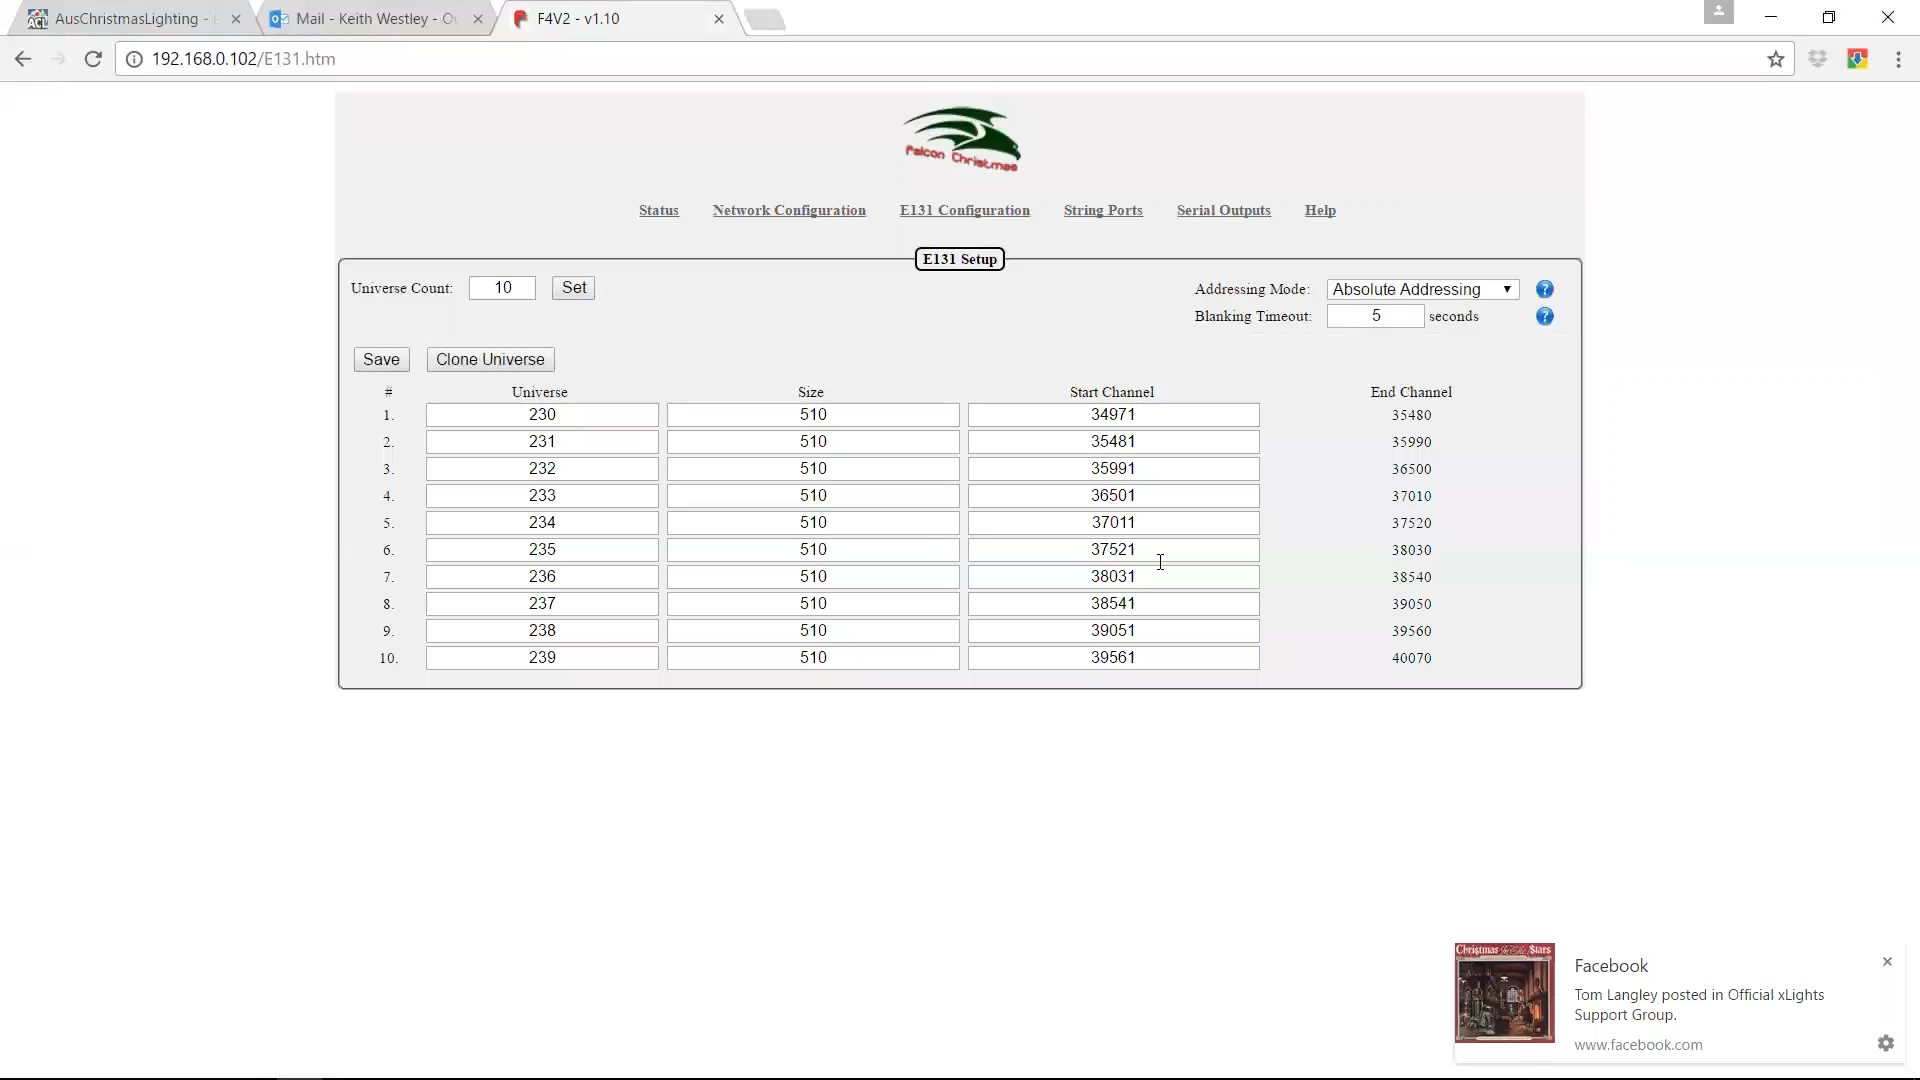 AusChristmasLighting -
Mail - Keith Westley - Ou
F4V2 - v1.10
192.168.0.102/E131.htm
Falcon Christmas
Status
Network Configuration
E131 Configuration
String Ports
Serial Outputs
Help
E131 Setup
Universe Count: 10 Set
Addressing Mode: Absolute Addressing
Blanking Timeout: 5 seconds
Save Clone Universe
# Universe Size Start Channel End Channel
1. 230 510 34971 35480
2. 231 510 35481 35990
3. 232 510 35991 36500
4. 233 510 36501 37010
5. 234 510 37011 37520
6. 235 510 37521 38030
7. 236 510 38031 38540
8. 237 510 38541 39050
9. 238 510 39051 39560
10. 239 510 39561 40070
Christmas In The Stars
Facebook
Tom Langley posted in Official xLights
Support Group.
www.facebook.com